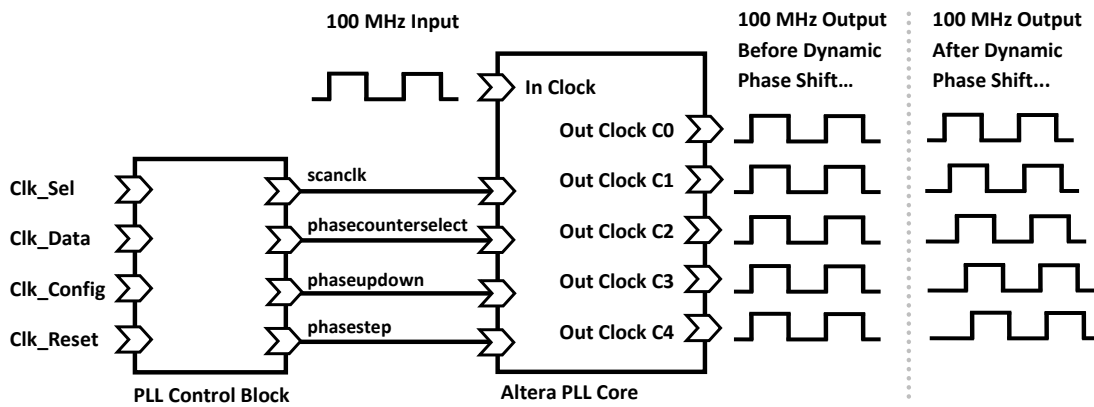 100 MHz Input
100 MHz Output
Before Dynamic
Phase Shift...
100 MHz Output
After Dynamic
Phase Shift...
In Clock
Out Clock C0
Out Clock C1
Out Clock C2
Out Clock C3
Out Clock C4
Clk_Sel
Clk_Data
Clk_Config
Clk_Reset
scanclk
phasecounterselect
phaseupdown
phasestep
PLL Control Block
Altera PLL Core